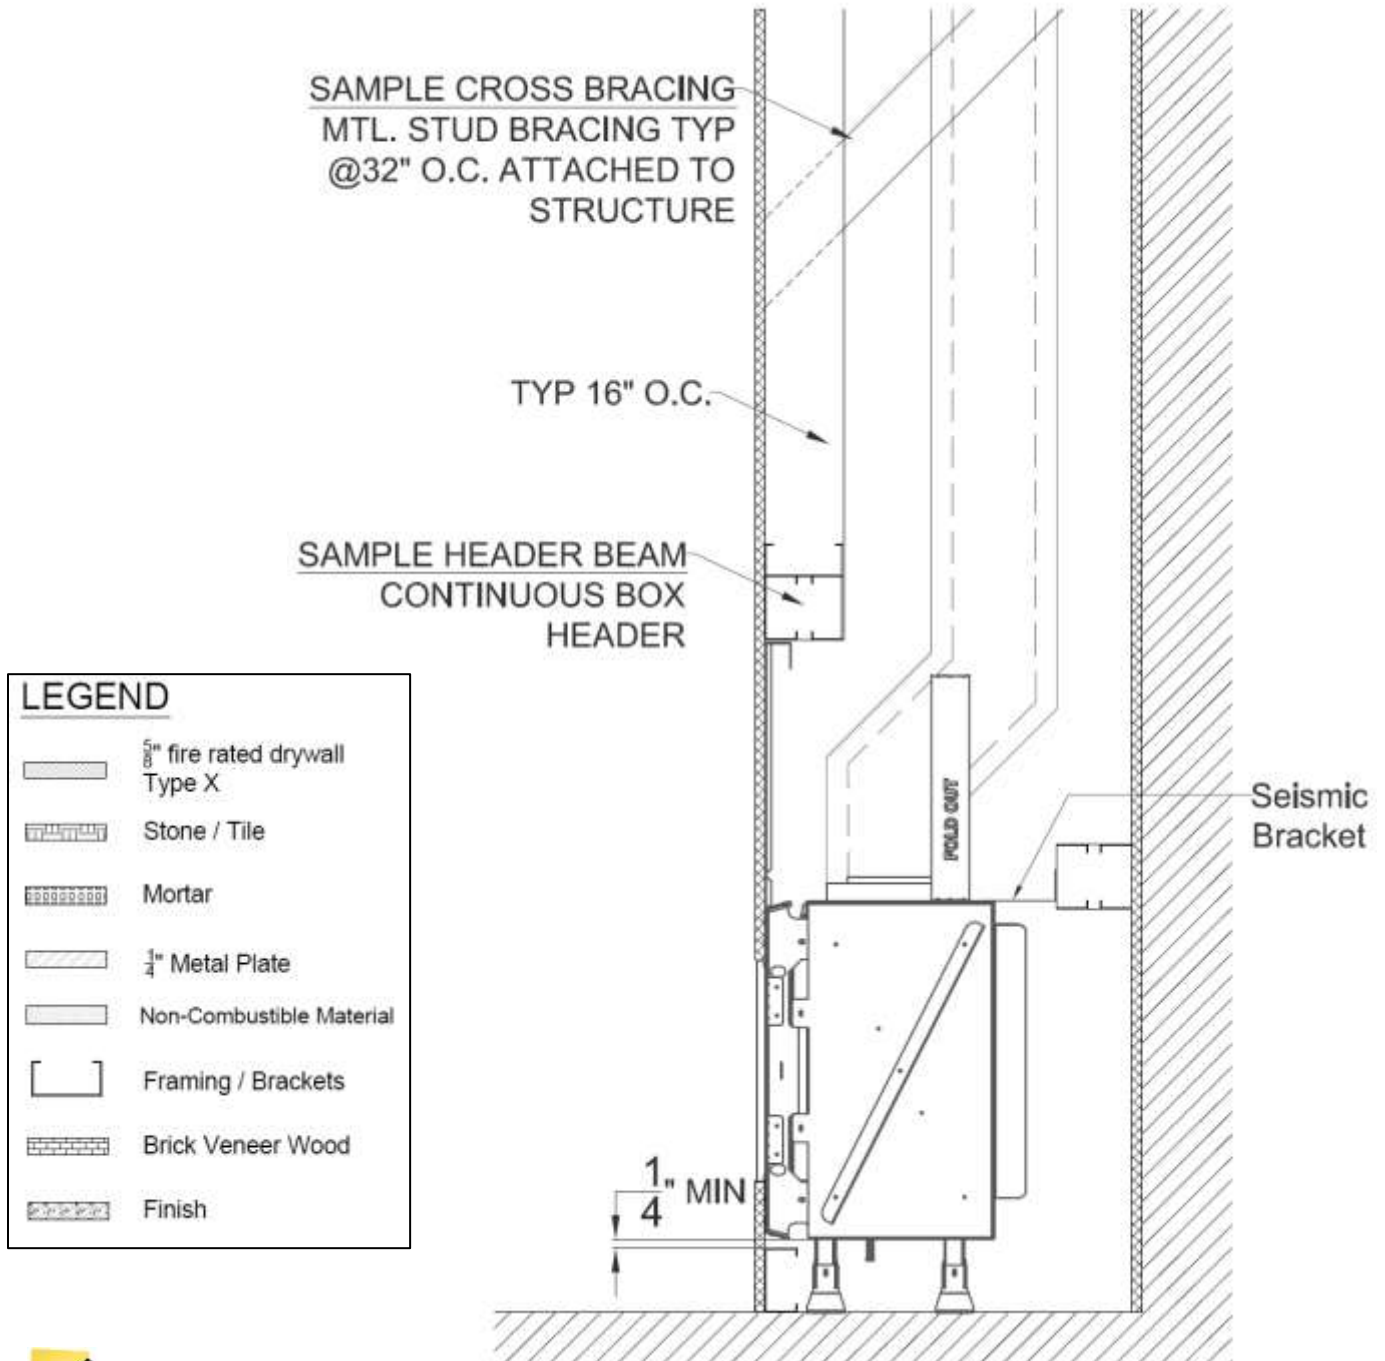 SAMPLE CROSS BRACING
MTL. STUD BRACING TYP
@32" O.C. ATTACHED TO
STRUCTURE
TYP 16" O.C.
SAMPLE HEADER BEAM
CONTINUOUS BOX
HEADER
LEGEND
5/8" fire rated drywall
Type X
Stone / Tile
Mortar
1/4" Metal Plate
Non-Combustible Material
Framing / Brackets
Brick Veneer Wood
Finish
FOLD OUT
Seismic
Bracket
1/4" MIN